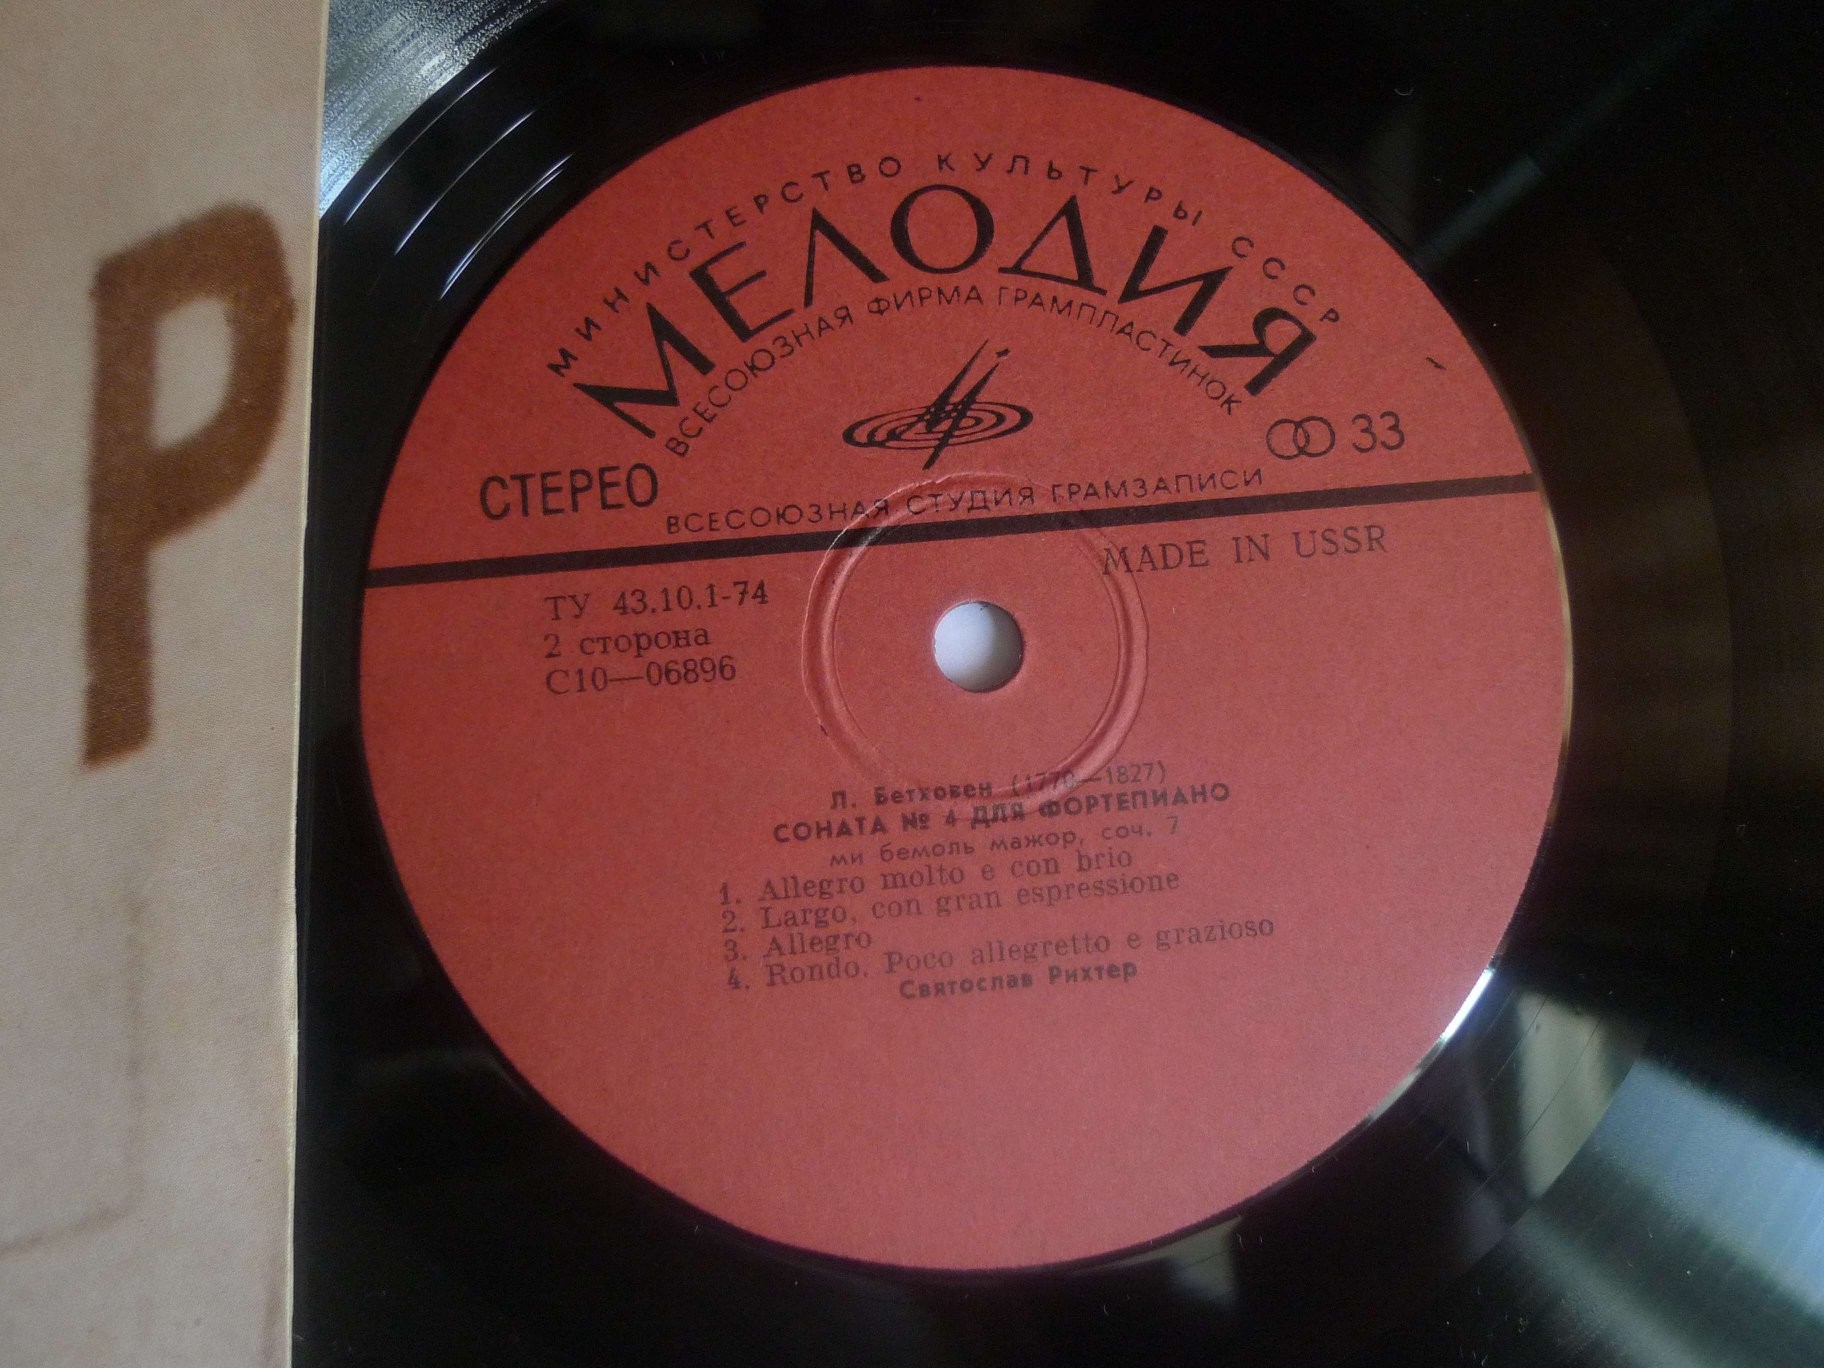 Р
МИНИСТЕРСТВО КУЛЬТУРЫ СССР
МЕЛОДИЯ
ВСЕСОЮЗНАЯ ФИРМА ГРАМПЛАСТИНОК
СТЕРЕО
33
ВСЕСОЮЗНАЯ СТУДИЯ ГРАМЗАПИСИ
MADE IN USSR
ТУ 43.10.1-74
2 сторона
С10—06896
Л. Бетховен (1770—1827)
СОНАТА № 4 ДЛЯ ФОРТЕПИАНО
ми бемоль мажор, соч. 7
1. Allegro molto e con brio
2. Largo, con gran espressione
3. Allegro
4. Rondo. Poco allegretto e grazioso
Святослав Рихтер